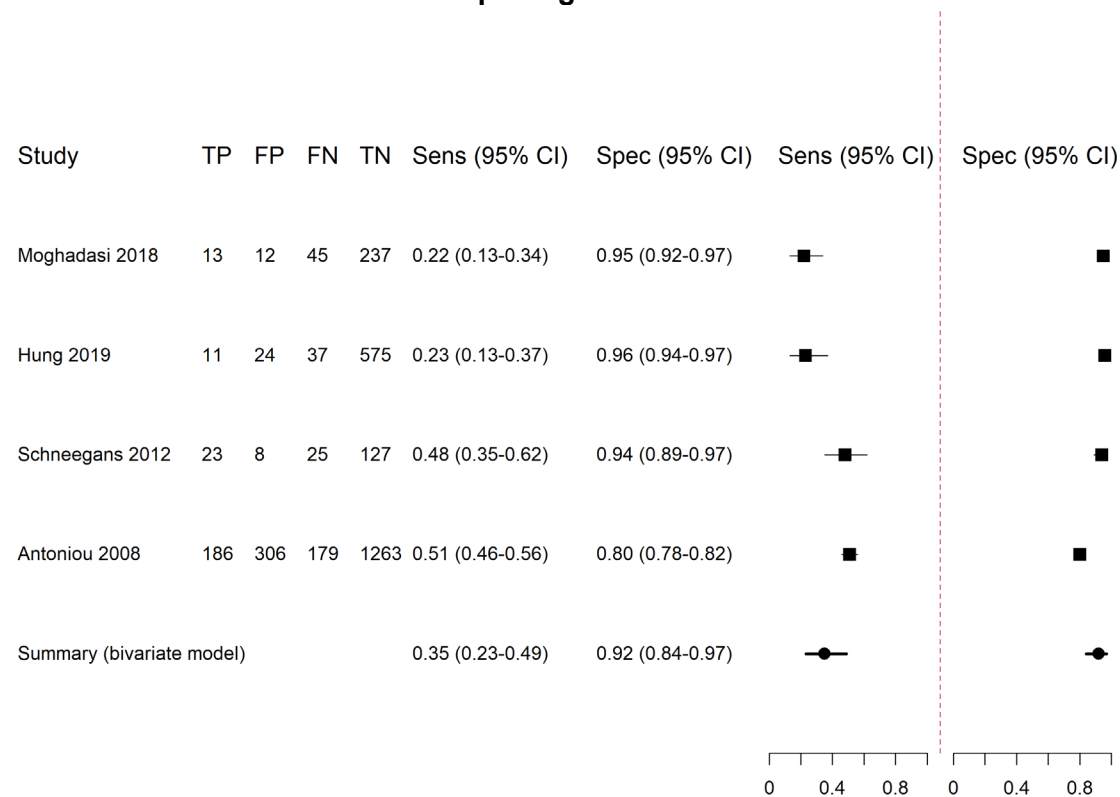 Study TP FP FN TN Sens (95% CI) Spec (95% CI) Sens (95% CI) Spec (95% CI)
Moghadasi 2018 13 12 45 237 0.22 (0.13-0.34) 0.95 (0.92-0.97)
Hung 2019 11 24 37 575 0.23 (0.13-0.37) 0.96 (0.94-0.97)
Schneegans 2012 23 8 25 127 0.48 (0.35-0.62) 0.94 (0.89-0.97)
Antoniou 2008 186 306 179 1263 0.51 (0.46-0.56) 0.80 (0.78-0.82)
Summary (bivariate model) 0.35 (0.23-0.49) 0.92 (0.84-0.97)
0 0.4 0.8 0 0.4 0.8